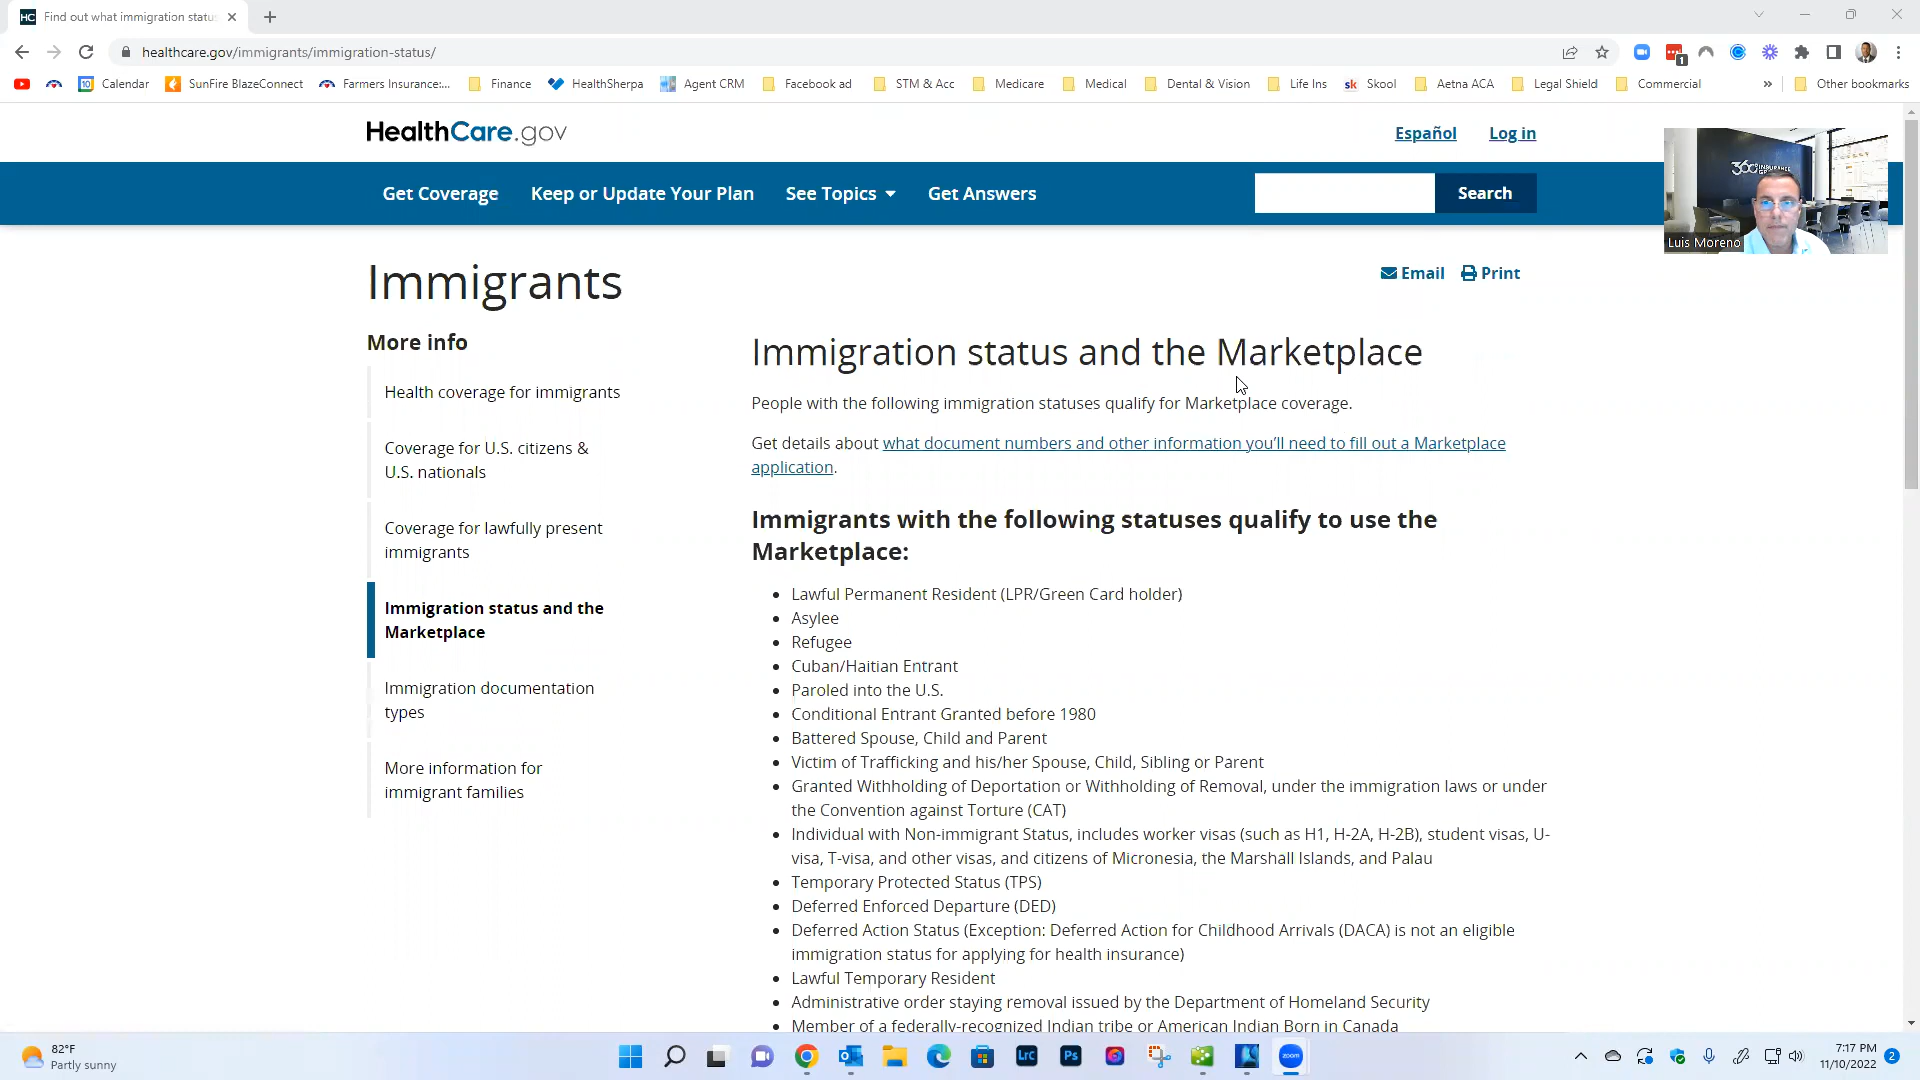 HC Find out what immigration statu
healthcare.gov/immigrants/immigration-status/
1
10 Calendar SunFire BlazeConnect Farmers Insurance:... Finance HealthSherpa Agent CRM Facebook ad STM & Acc Medicare Medical Dental & Vision Life Ins sk Skool Aetna ACA Legal Shield Commercial » Other bookmarks
HealthCare.gov
Español Log in
Get Coverage Keep or Update Your Plan See Topics Get Answers Search
360° INSURANCE
Luis Moreno
Immigrants
Email Print
More info
Health coverage for immigrants
Coverage for U.S. citizens &
U.S. nationals
Coverage for lawfully present
immigrants
Immigration status and the
Marketplace
Immigration documentation
types
More information for
immigrant families
Immigration status and the Marketplace
People with the following immigration statuses qualify for Marketplace coverage.
Get details about what document numbers and other information you'll need to fill out a Marketplace
application.
Immigrants with the following statuses qualify to use the
Marketplace:
• Lawful Permanent Resident (LPR/Green Card holder)
• Asylee
• Refugee
• Cuban/Haitian Entrant
• Paroled into the U.S.
• Conditional Entrant Granted before 1980
• Battered Spouse, Child and Parent
• Victim of Trafficking and his/her Spouse, Child, Sibling or Parent
• Granted Withholding of Deportation or Withholding of Removal, under the immigration laws or under
the Convention against Torture (CAT)
• Individual with Non-immigrant Status, includes worker visas (such as H1, H-2A, H-2B), student visas, U-
visa, T-visa, and other visas, and citizens of Micronesia, the Marshall Islands, and Palau
• Temporary Protected Status (TPS)
• Deferred Enforced Departure (DED)
• Deferred Action Status (Exception: Deferred Action for Childhood Arrivals (DACA) is not an eligible
immigration status for applying for health insurance)
• Lawful Temporary Resident
• Administrative order staying removal issued by the Department of Homeland Security
• Member of a federally-recognized Indian tribe or American Indian Born in Canada
82°F
Partly sunny
LrC Ps zoom
7:17 PM
11/10/2022
2